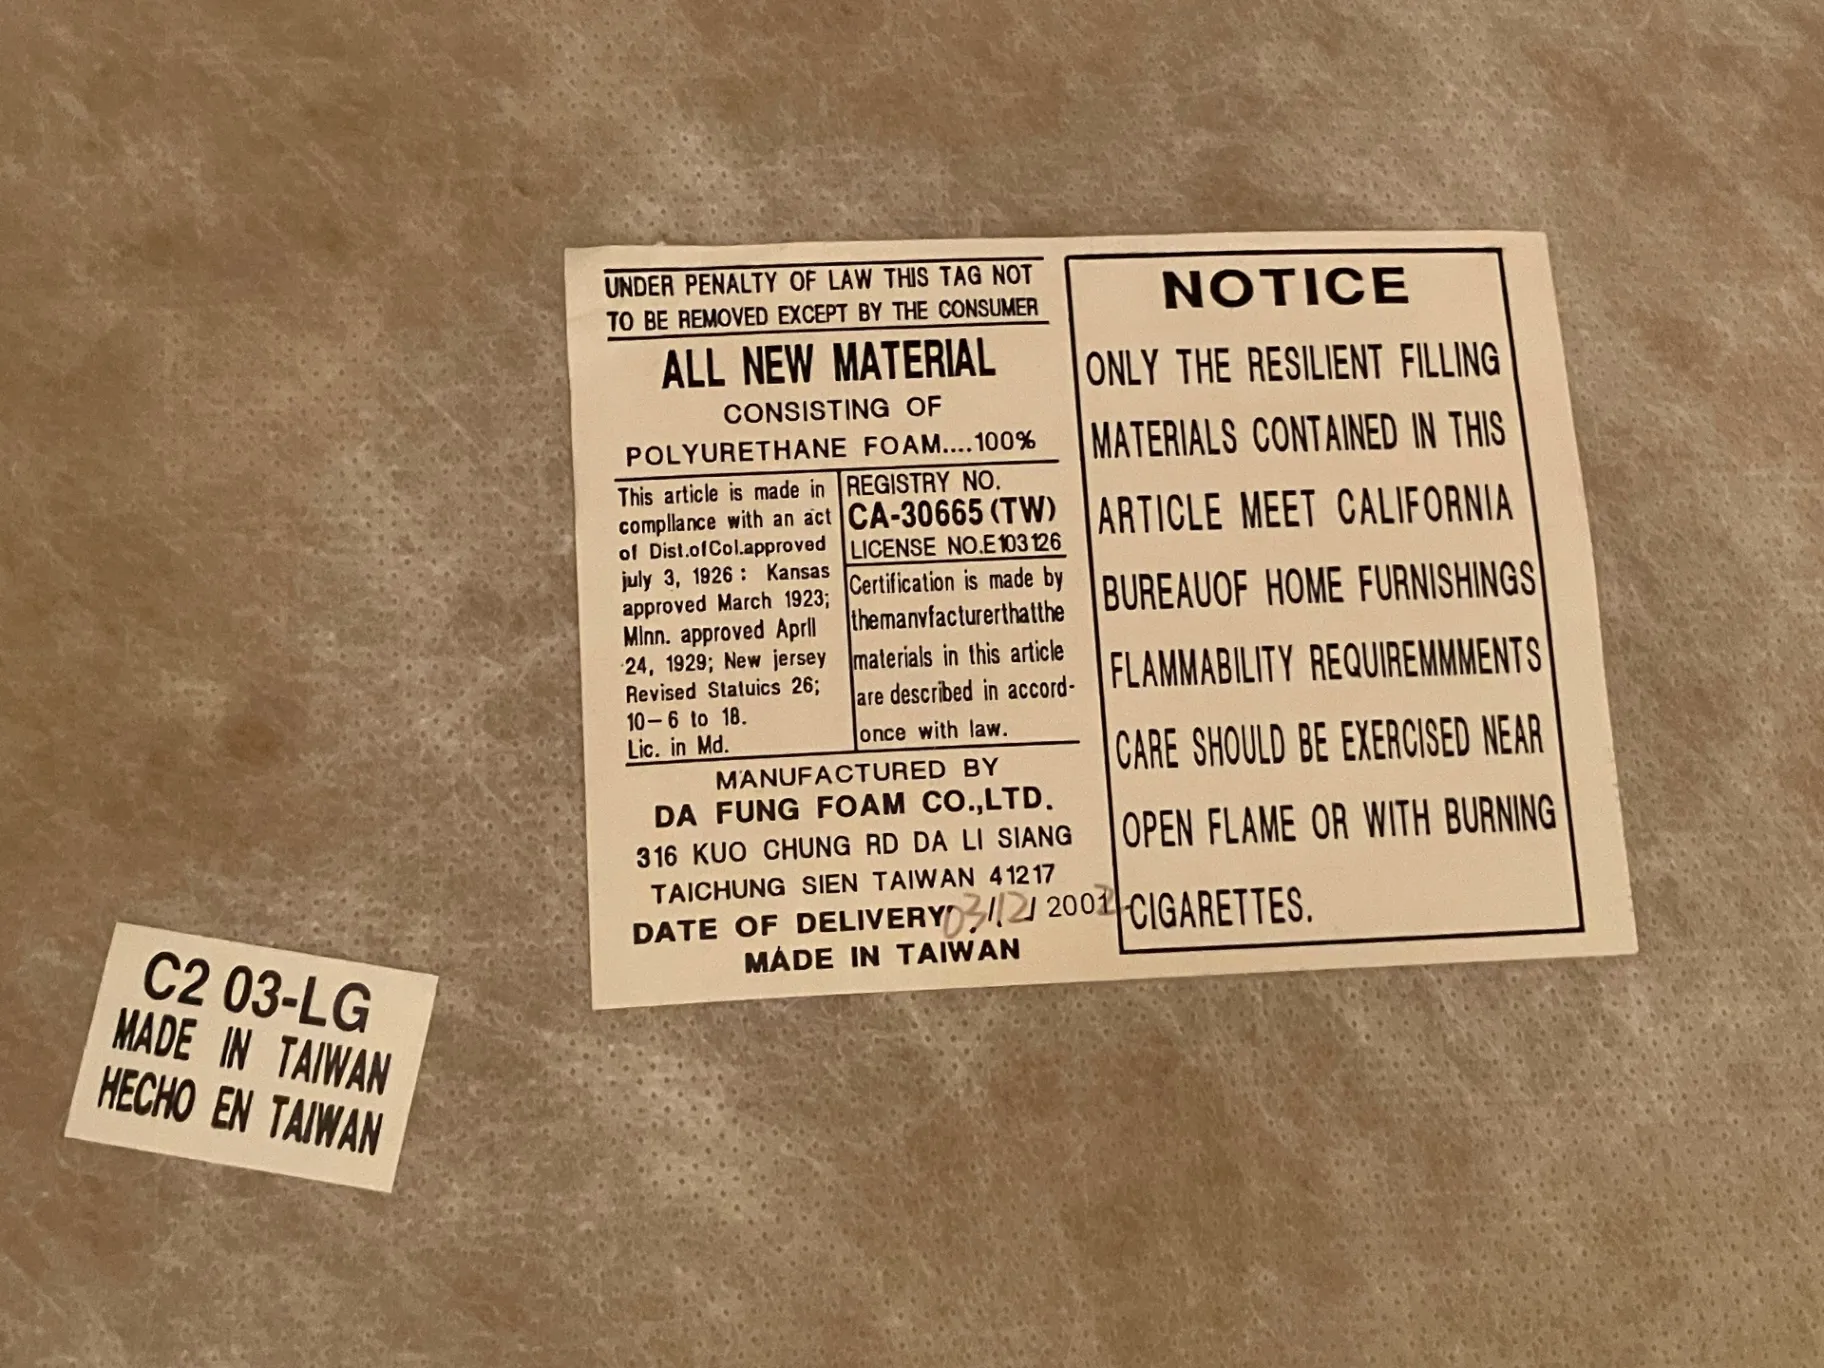 UNDER PENALTY OF LAW THIS TAG NOT
TO BE REMOVED EXCEPT BY THE CONSUMER
ALL NEW MATERIAL
CONSISTING OF
POLYURETHANE FOAM....100%
This article is made in
compllance with an act
of Dist.ofCol.approved
july 3, 1926 : Kansas
approved March 1923;
MInn. approved AprIl
24, 1929; New jersey
Revised Statuics 26;
10—6 to 18.
Lic. in Md.
REGISTRY NO.
CA-30665 (TW)
LICENSE NO.E103126
Certification is made by
themanvfacturerthatthe
materials in this article
are described in accord-
once with law.
MANUFACTURED BY
DA FUNG FOAM CO.,LTD.
316 KUO CHUNG RD DA LI SIANG
TAICHUNG SIEN TAIWAN 41217
DATE OF DELIVERY 03/12/
MADE IN TAIWAN
NOTICE
ONLY THE RESILIENT FILLING
MATERIALS CONTAINED IN THIS
ARTICLE MEET CALIFORNIA
BUREAUOF HOME FURNISHINGS
FLAMMABILITY REQUIREMMMENTS
CARE SHOULD BE EXERCISED NEAR
OPEN FLAME OR WITH BURNING
CIGARETTES.
C2 03-LG
MADE IN TAIWAN
HECHO EN TAIWAN